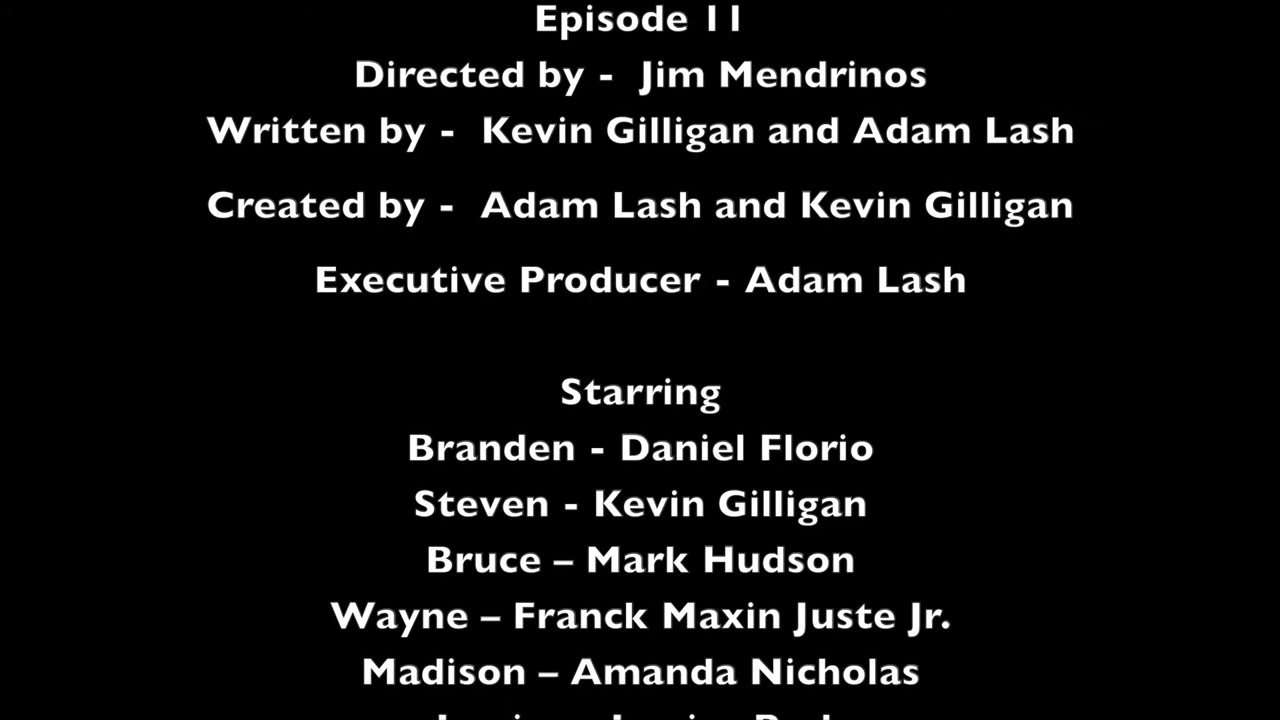 Episode 11
Directed by -  Jim Mendrinos
Written by -  Kevin Gilligan and Adam Lash
Created by -  Adam Lash and Kevin Gilligan
Executive Producer - Adam Lash
Starring
Branden - Daniel Florio
Steven - Kevin Gilligan
Bruce – Mark Hudson
Wayne – Franck Maxin Juste Jr.
Madison – Amanda Nicholas